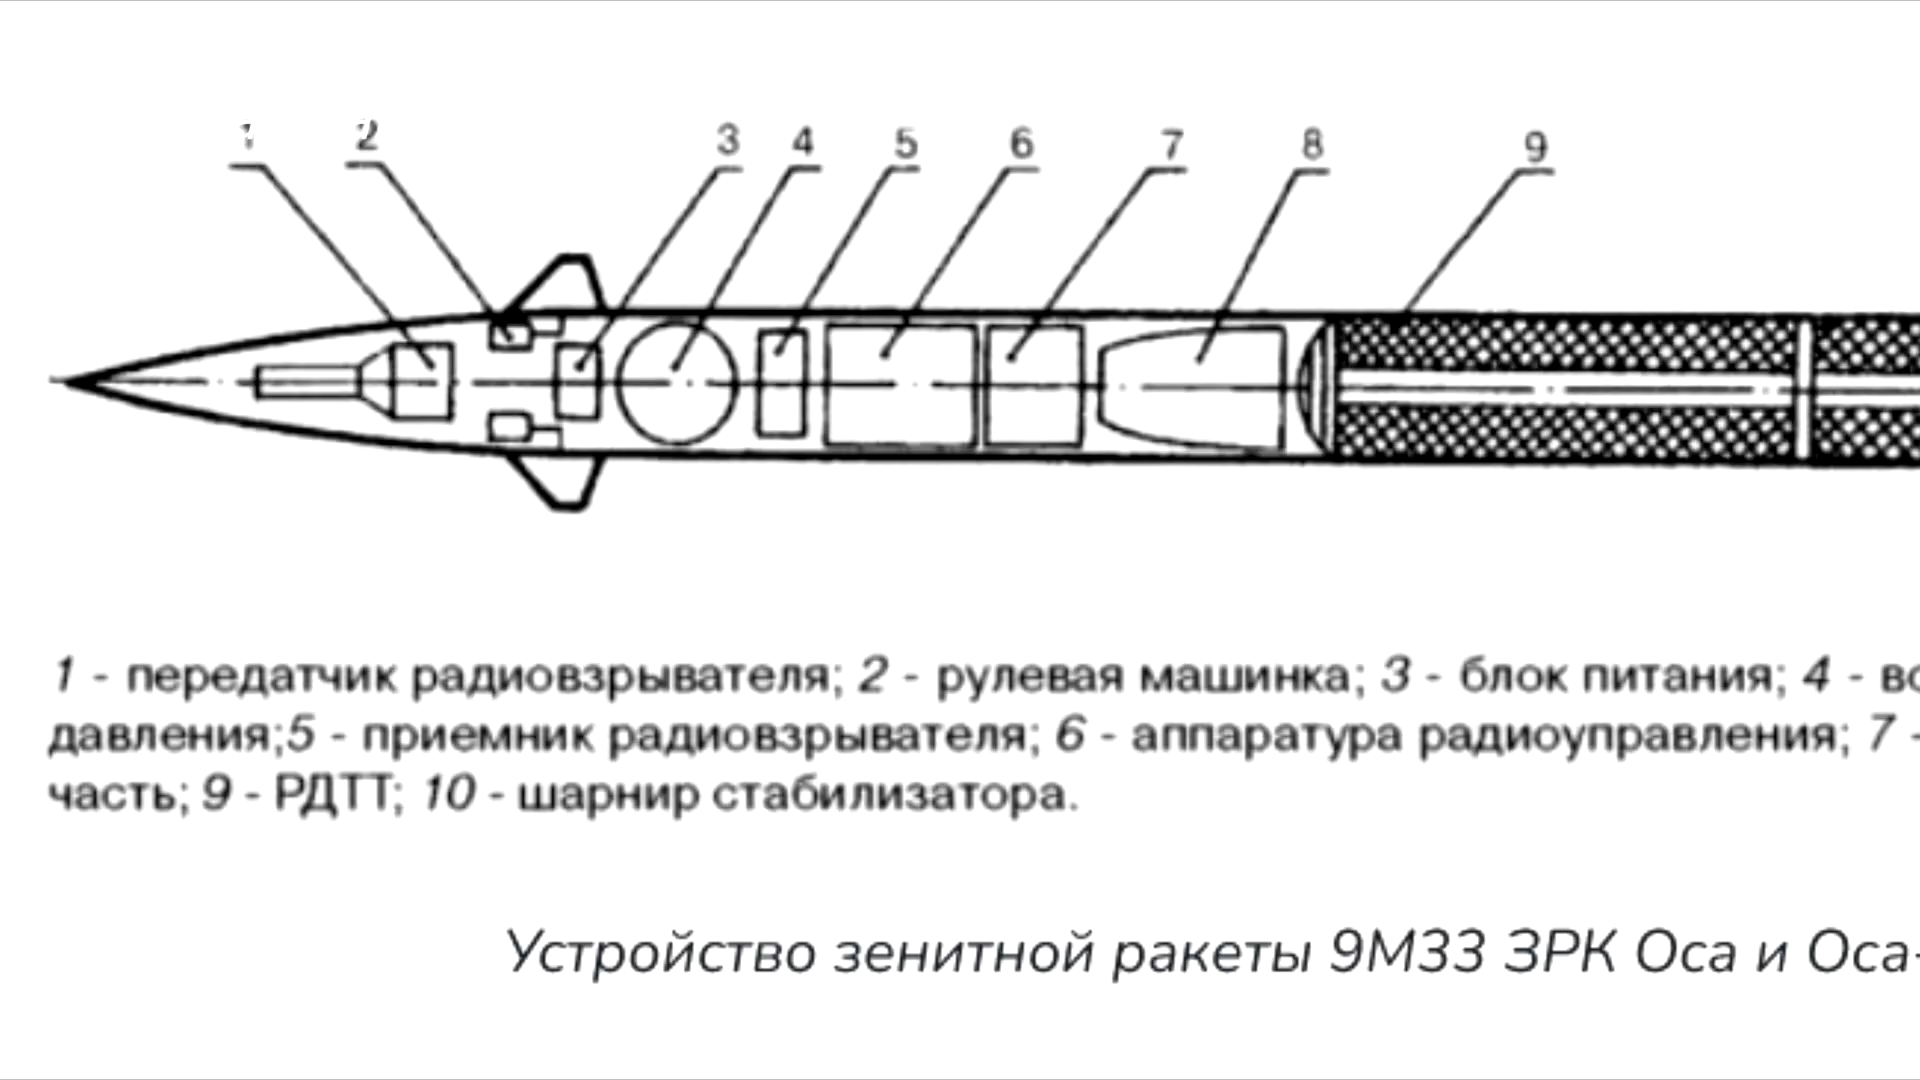 1 2 3 4 5 6 7 8 9
1 - передатчик радиовзрывателя; 2 - рулевая машинка; 3 - блок питания; 4 - во
давления;5 - приемник радиовзрывателя; 6 - аппаратура радиоуправления; 7 -
часть; 9 - РДТТ; 10 - шарнир стабилизатора.
Устройство зенитной ракеты 9М33 ЗРК Оса и Оса-